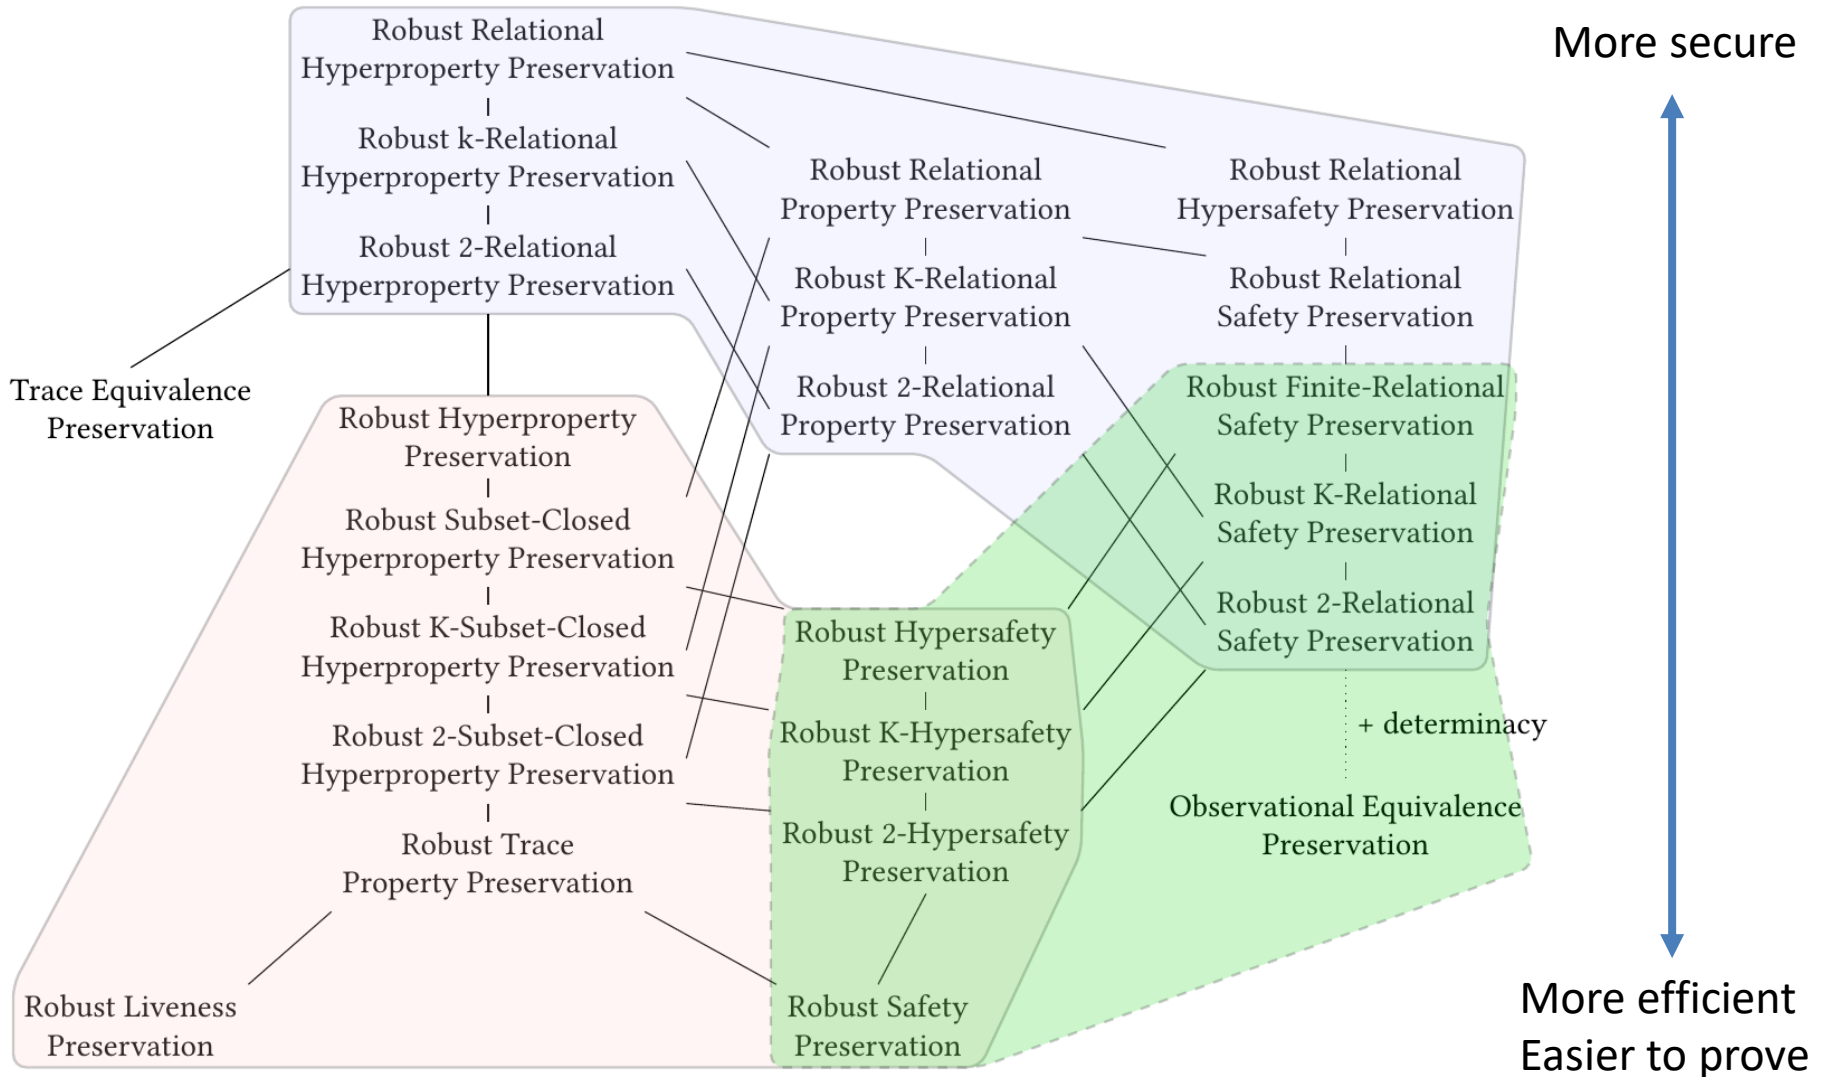 Robust Relational
Hyperproperty Preservation
Robust k-Relational
Hyperproperty Preservation
Robust 2-Relational
Hyperproperty Preservation
Trace Equivalence
Preservation
Robust Hyperproperty
Preservation
Robust Subset-Closed
Hyperproperty Preservation
Robust K-Subset-Closed
Hyperproperty Preservation
Robust 2-Subset-Closed
Hyperproperty Preservation
Robust Trace
Property Preservation
Robust Liveness
Preservation
Robust Relational
Property Preservation
Robust K-Relational
Property Preservation
Robust 2-Relational
Property Preservation
Robust Hypersafety
Preservation
Robust K-Hypersafety
Preservation
Robust 2-Hypersafety
Preservation
Robust Safety
Preservation
Robust Relational
Hypersafety Preservation
Robust Relational
Safety Preservation
Robust Finite-Relational
Safety Preservation
Robust K-Relational
Safety Preservation
Robust 2-Relational
Safety Preservation
+ determinacy
Observational Equivalence
Preservation
More secure
More efficient
Easier to prove